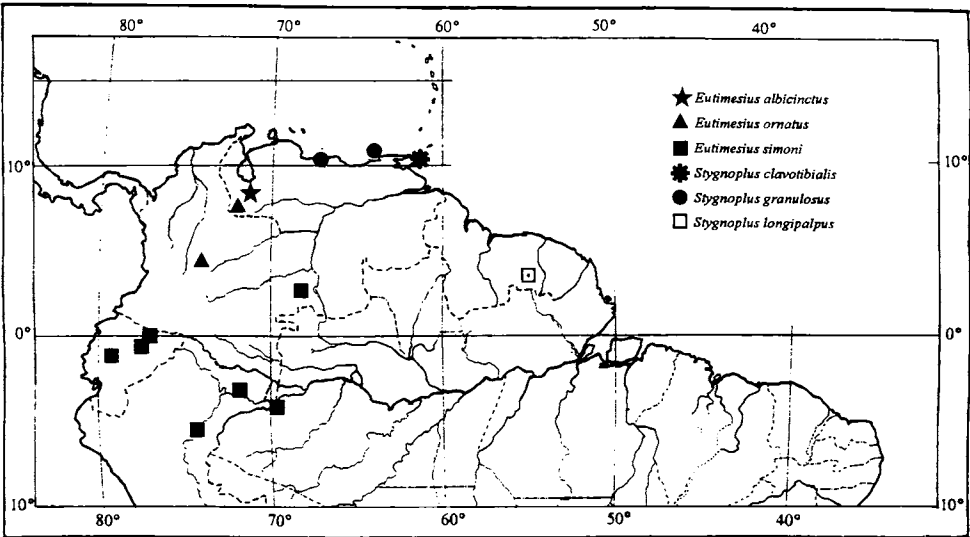 80° 70° 60° 50° 40°
Eutimesius albicinctus
Eutimesius ornatus
Eutimesius simoni
Stygnoplus clavotibialis
Stygnoplus granulosus
Stygnoplus longipalpus
10° 10°
0° 0°
10° 10°
80° 70° 60° 50° 40°